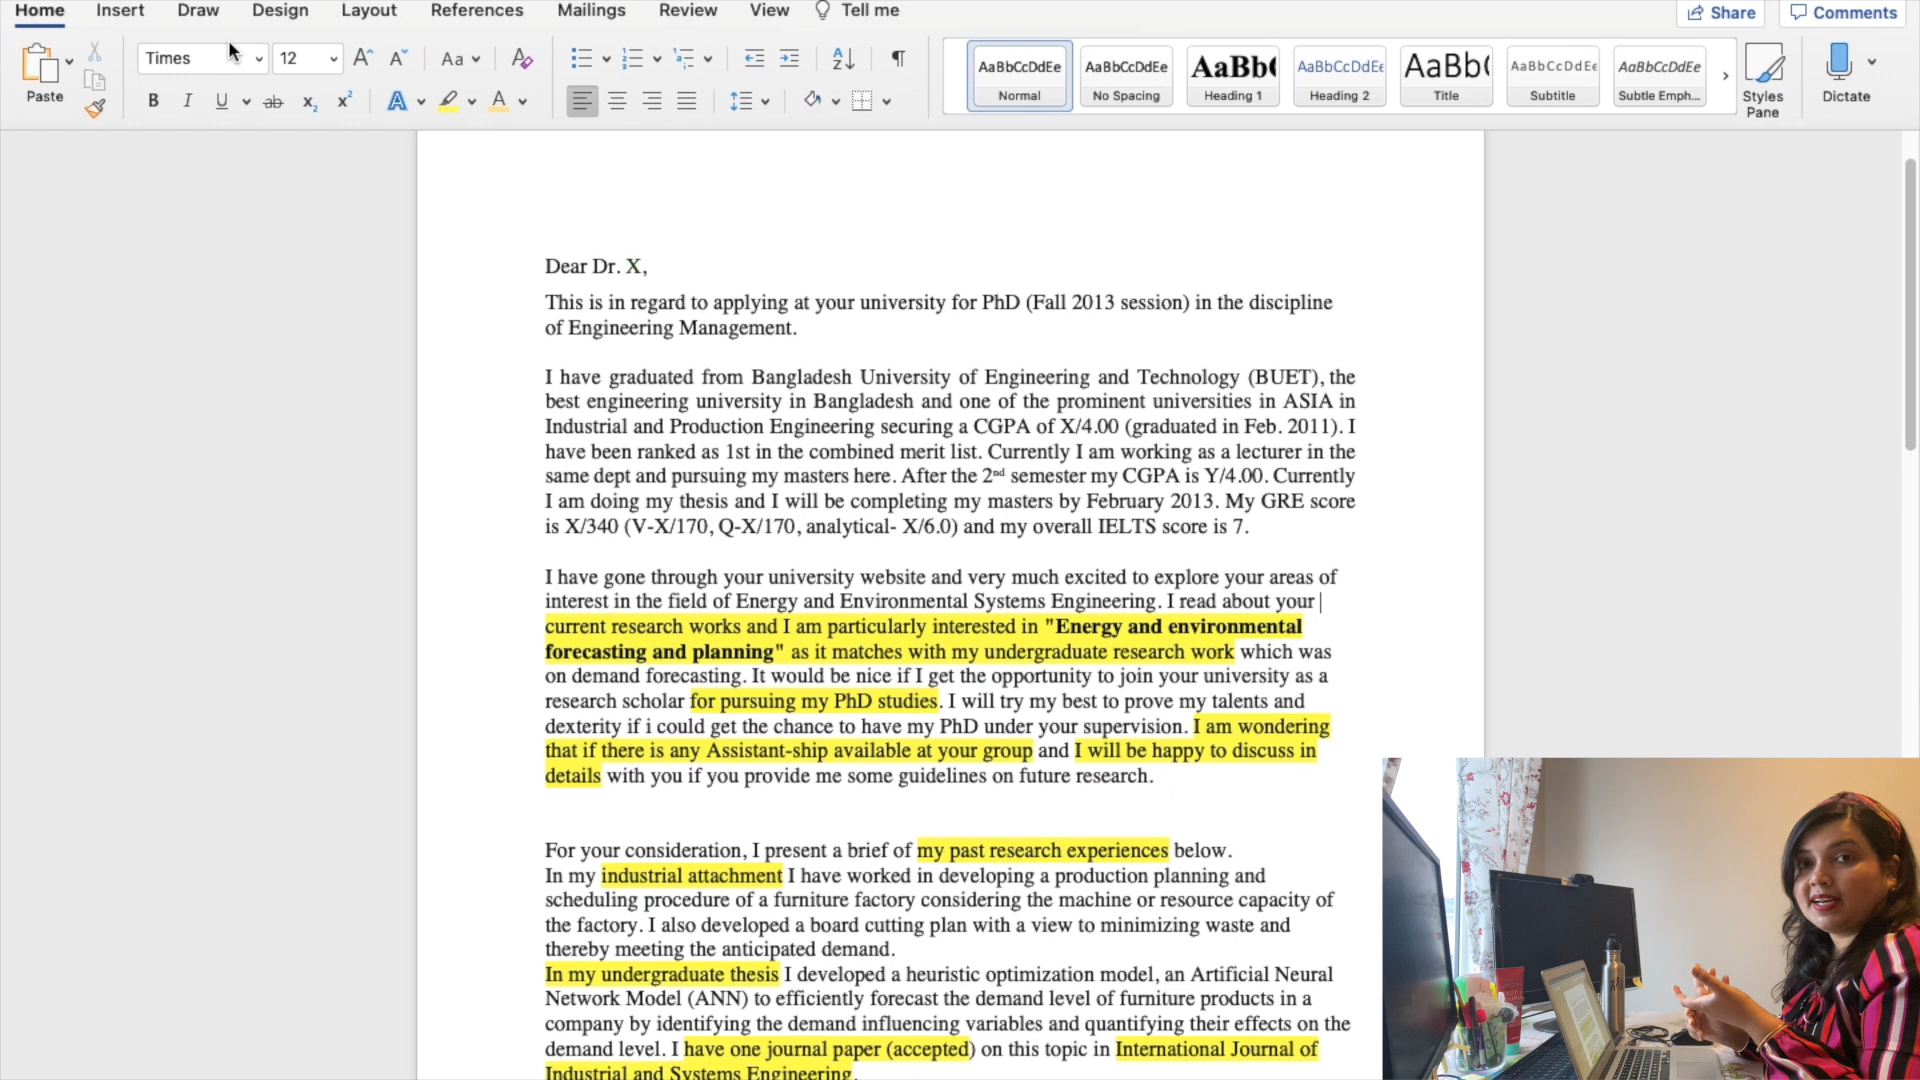 Home Insert Draw Design Layout References Mailings Review View Tell me Share Comments
Times 12 Aa
Paste
B I U ab x₂ x² A A
AaBbCcDdEe AaBbCcDdEe AaBb( AaBbCcDdEe AaBb( AaBbCcDdEe AaBbCcDdEe
Normal No Spacing Heading 1 Heading 2 Title Subtitle Subtle Emph...
Styles Pane
Dictate
Dear Dr. X,
This is in regard to applying at your university for PhD (Fall 2013 session) in the discipline
of Engineering Management.
I have graduated from Bangladesh University of Engineering and Technology (BUET), the
best engineering university in Bangladesh and one of the prominent universities in ASIA in
Industrial and Production Engineering securing a CGPA of X/4.00 (graduated in Feb. 2011). I
have been ranked as 1st in the combined merit list. Currently I am working as a lecturer in the
same dept and pursuing my masters here. After the 2nd semester my CGPA is Y/4.00. Currently
I am doing my thesis and I will be completing my masters by February 2013. My GRE score
is X/340 (V-X/170, Q-X/170, analytical- X/6.0) and my overall IELTS score is 7.
I have gone through your university website and very much excited to explore your areas of
interest in the field of Energy and Environmental Systems Engineering. I read about your
current research works and I am particularly interested in "Energy and environmental
forecasting and planning" as it matches with my undergraduate research work which was
on demand forecasting. It would be nice if I get the opportunity to join your university as a
research scholar for pursuing my PhD studies. I will try my best to prove my talents and
dexterity if i could get the chance to have my PhD under your supervision. I am wondering
that if there is any Assistant-ship available at your group and I will be happy to discuss in
details with you if you provide me some guidelines on future research.
For your consideration, I present a brief of my past research experiences below.
In my industrial attachment I have worked in developing a production planning and
scheduling procedure of a furniture factory considering the machine or resource capacity of
the factory. I also developed a board cutting plan with a view to minimizing waste and
thereby meeting the anticipated demand.
In my undergraduate thesis I developed a heuristic optimization model, an Artificial Neural
Network Model (ANN) to efficiently forecast the demand level of furniture products in a
company by identifying the demand influencing variables and quantifying their effects on the
demand level. I have one journal paper (accepted) on this topic in International Journal of
Industrial and Systems Engineering.